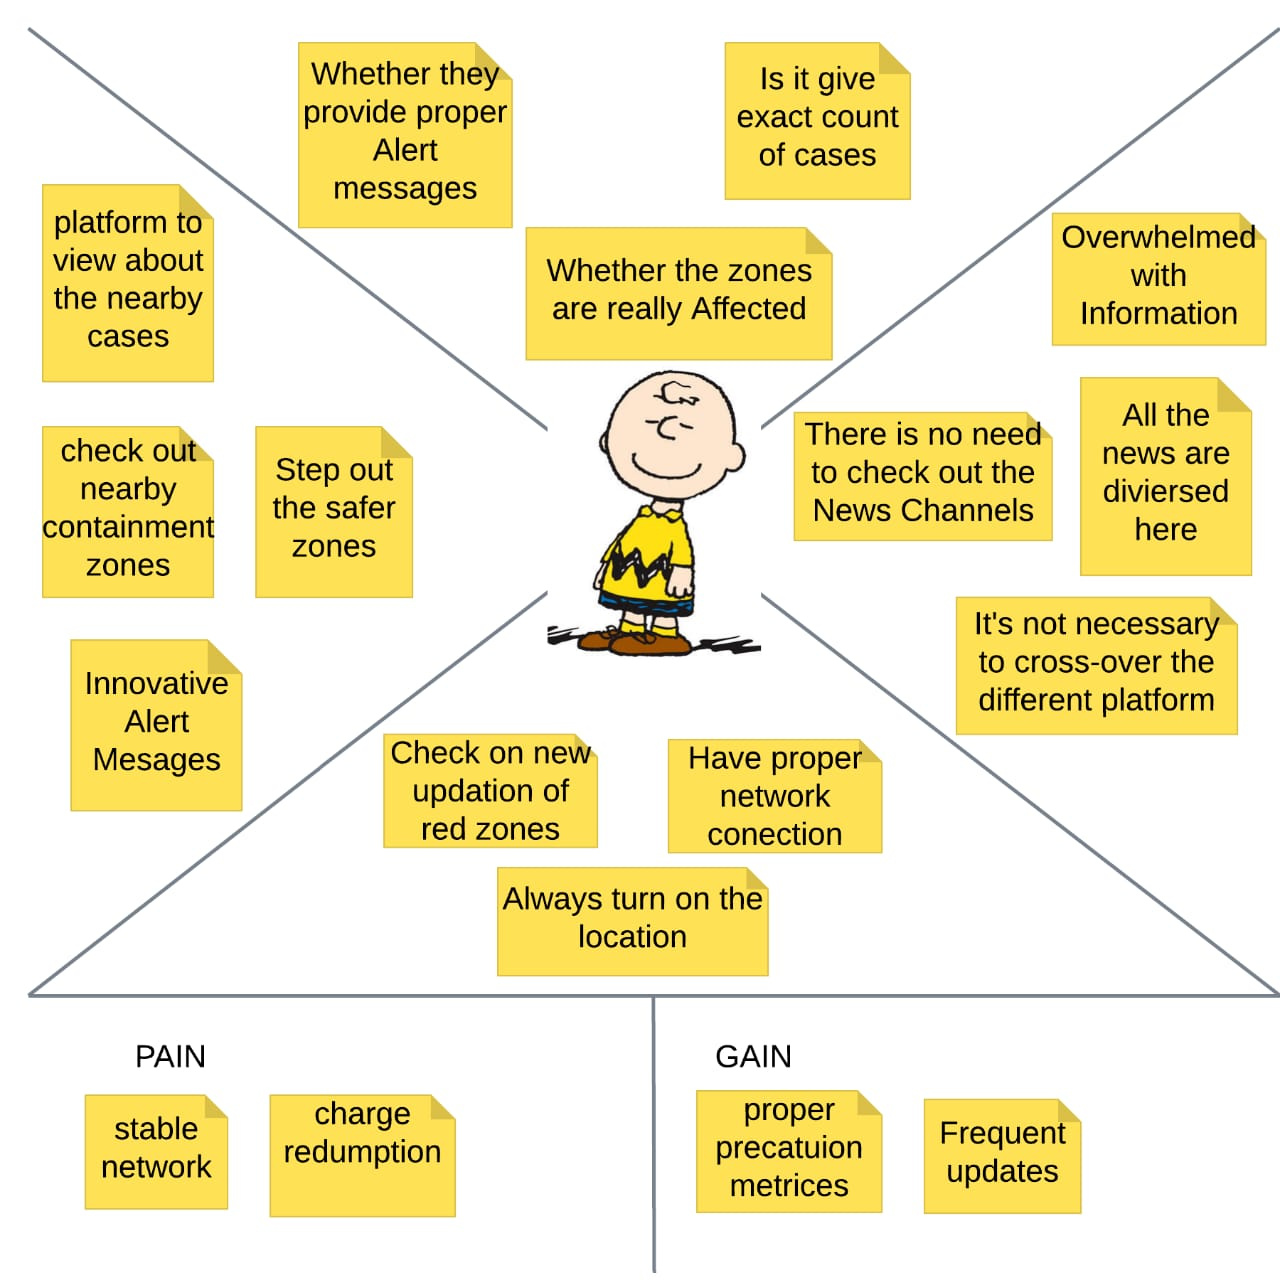 Whether they
provide proper
Alert
messages
Is it give
exact count
of cases
Whether the zones
are really Affected
platform to
view about
the nearby
cases
check out
nearby
containment
zones
Step out
the safer
zones
Innovative
Alert
Mesages
Overwhelmed
with
Information
There is no need
to check out the
News Channels
All the
news are
diviersed
here
It's not necessary
to cross-over the
different platform
Check on new
updation of
red zones
Have proper
network
conection
Always turn on the
location
PAIN
stable
network
charge
redumption
GAIN
proper
precatuion
metrices
Frequent
updates